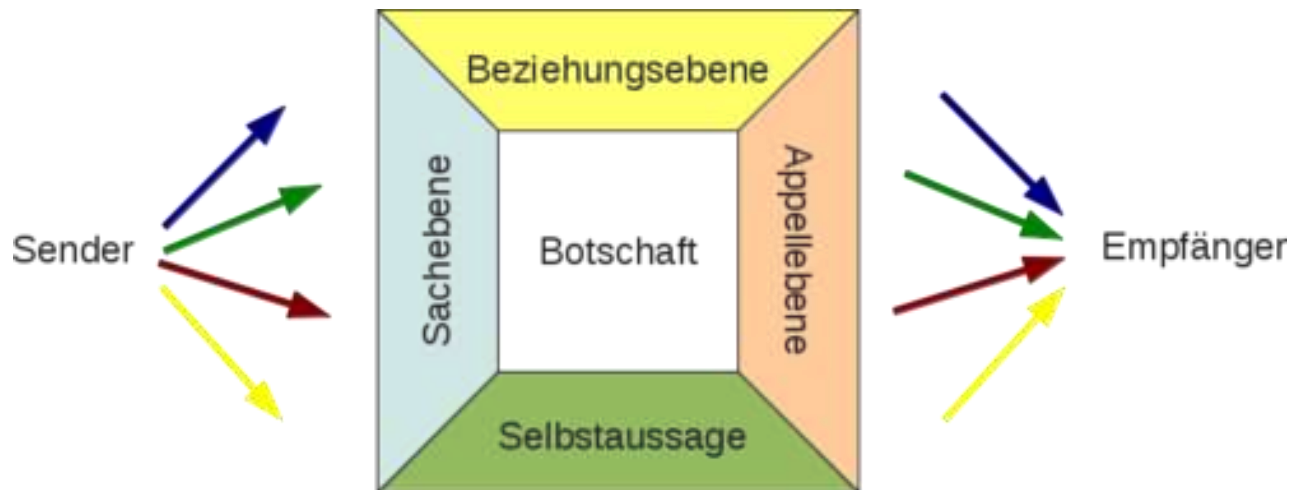 Beziehungsebene
Sender
Sachebene
Botschaft
Appellebene
Empfänger
Selbstaussage